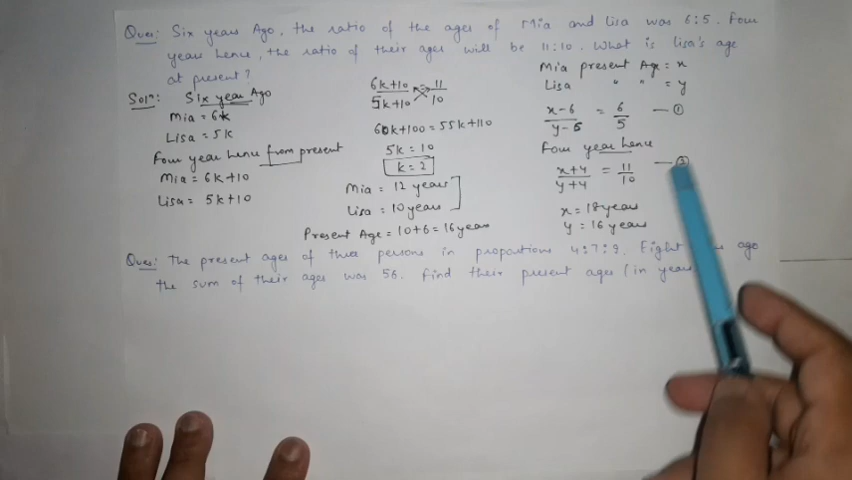 Ques: Six years Ago, the ratio of the ages of Mia and Lisa was 6:5. Four
years hence, the ratio of their ages will be 11:10. What is Lisa's age
at present?
Solⁿ: Six year Ago
Mia = 6k
Lisa = 5k
Four year hence from present
Mia = 6k+10
Lisa = 5k+10
6k+10/5k+10 = 11/10
60k+100 = 55k+110
5k = 10
k = 2
Mia = 12 years
Lisa = 10 years
Present Age = 10+6 = 16 years
Mia present Age = x
Lisa " " = y
x-6/y-6 = 6/5 — ①
Four year hence
x+4/y+4 = 11/10 — ②
x = 18 years
y = 16 years
Ques: The present ages of three persons in proportions 4:7:9. Eight ago
the sum of their ages was 56. Find their present ages (in years